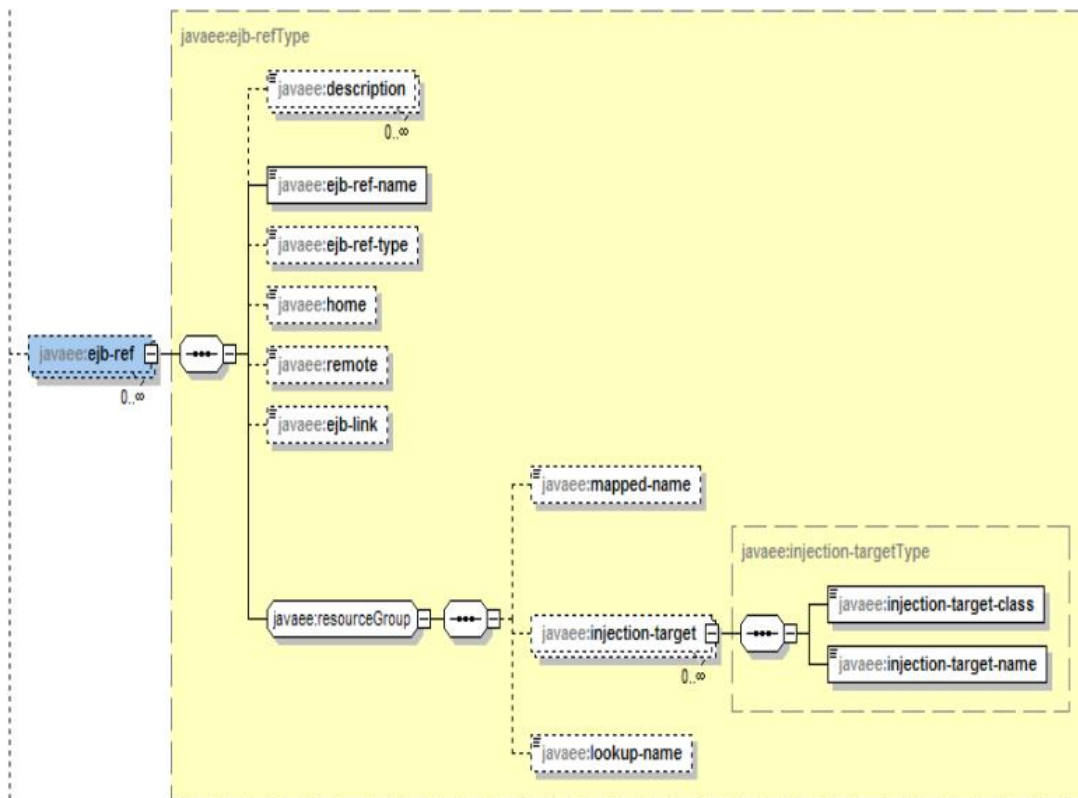 javaee:ejb-refType
javaee:description
0..∞
javaee:ejb-ref-name
javaee:ejb-ref-type
javaee:home
javaee:ejb-ref
0..∞
javaee:remote
javaee:ejb-link
javaee:mapped-name
javaee:injection-targetType
javaee:injection-target-class
javaee:resourceGroup
javaee:injection-target
0..∞
javaee:injection-target-name
javaee:lookup-name